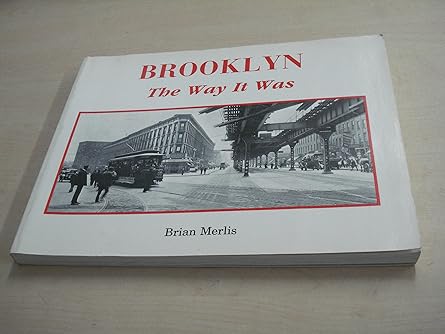 BROOKLYN
The Way It Was
Brian Merlis